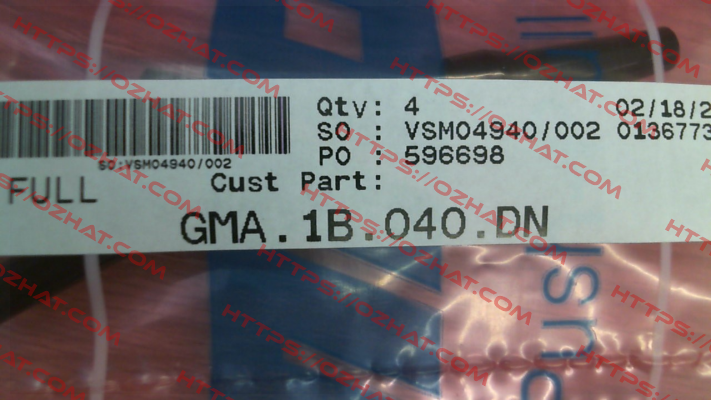 Qty: 4 02/18/2
SO : VSM04940/002 0136773
PO : 596698
SO:VSM04940/002
FULL Cust Part:
GMA.1B.040.DN
HTTPS://OZHAT.COM